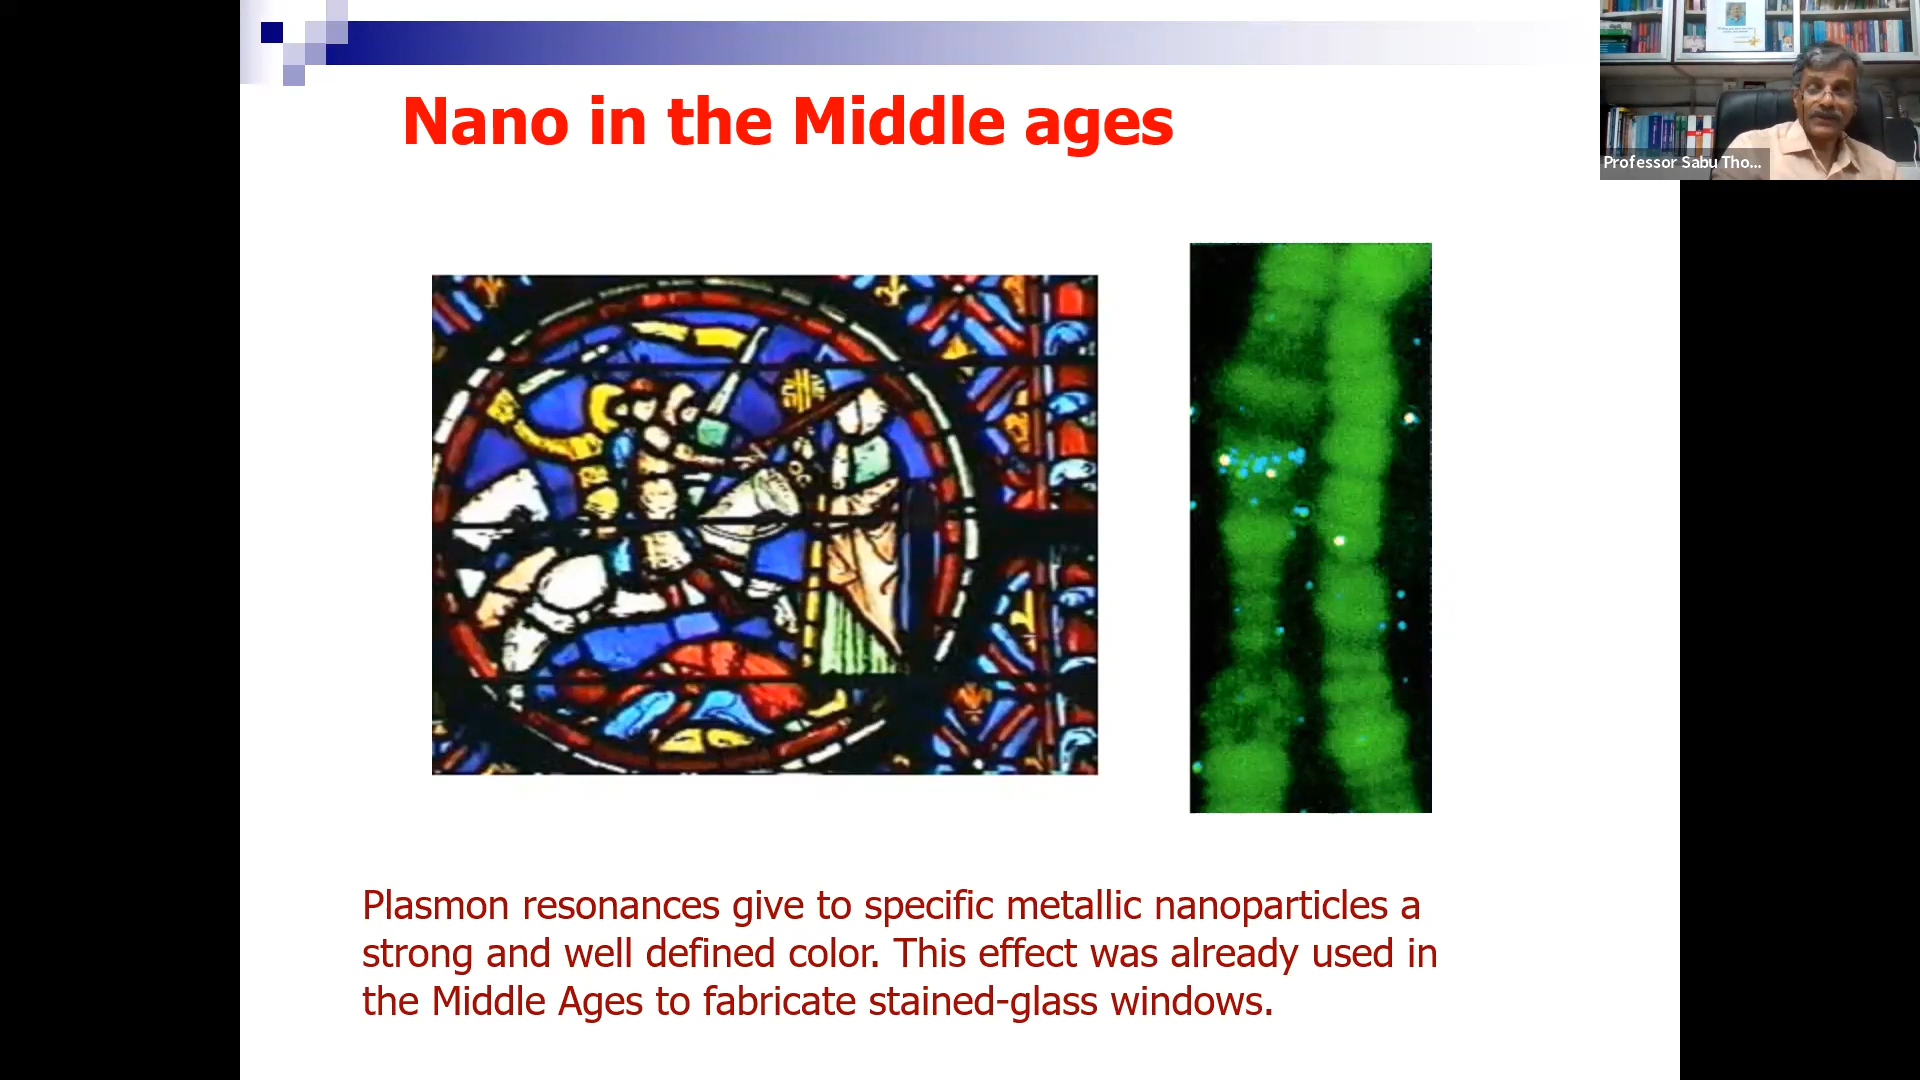 Nano in the Middle ages
Professor Sabu Tho...
Plasmon resonances give to specific metallic nanoparticles a
strong and well defined color. This effect was already used in
the Middle Ages to fabricate stained-glass windows.